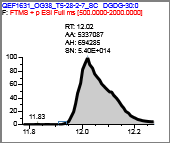 QEF1631_OG38_T5-28-2-7_SC DGDG-30:0
F: FTMS + p ESI Full ms [500.0000-2000.0000]
RT: 12.02
AA: 5337087
AH: 694285
SN: 5.40E+014
100
80
60
40
20
0
11.83
11.8
12.0
12.2